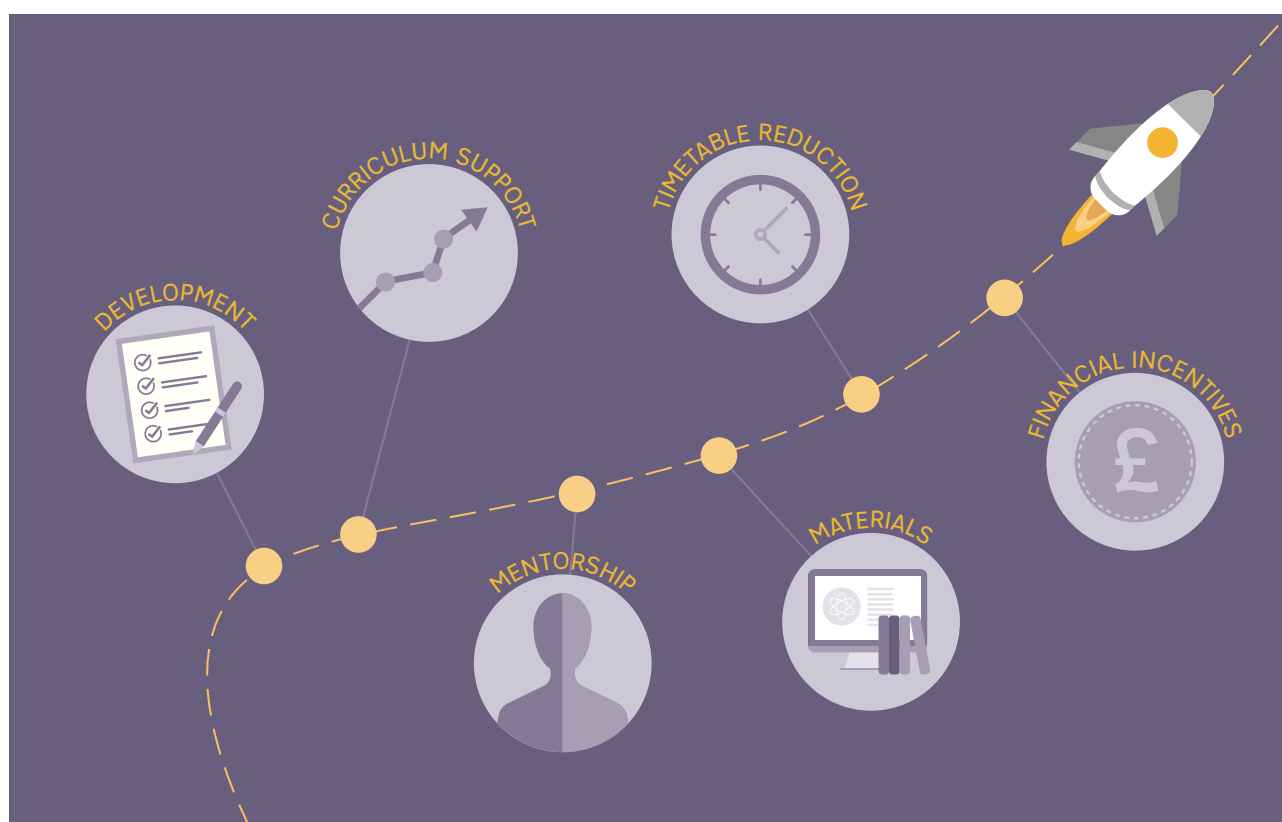 DEVELOPMENT
CURRICULUM SUPPORT
MENTORSHIP
MATERIALS
TIMETABLE REDUCTION
FINANCIAL INCENTIVES
£